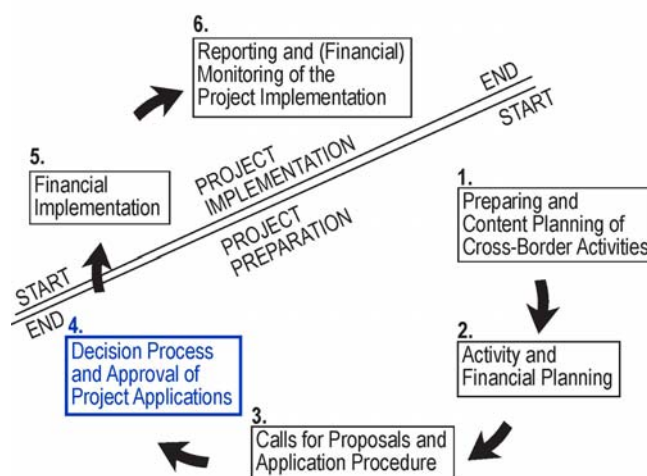 6.
Reporting and (Financial)
Monitoring of the
Project Implementation
END
START
5.
Financial
Implementation
PROJECT
IMPLEMENTATION
PROJECT
PREPARATION
1.
Preparing and
Content Planning of
Cross-Border Activities
START
END
4.
Decision Process
and Approval of
Project Applications
2.
Activity and
Financial Planning
3.
Calls for Proposals and
Application Procedure